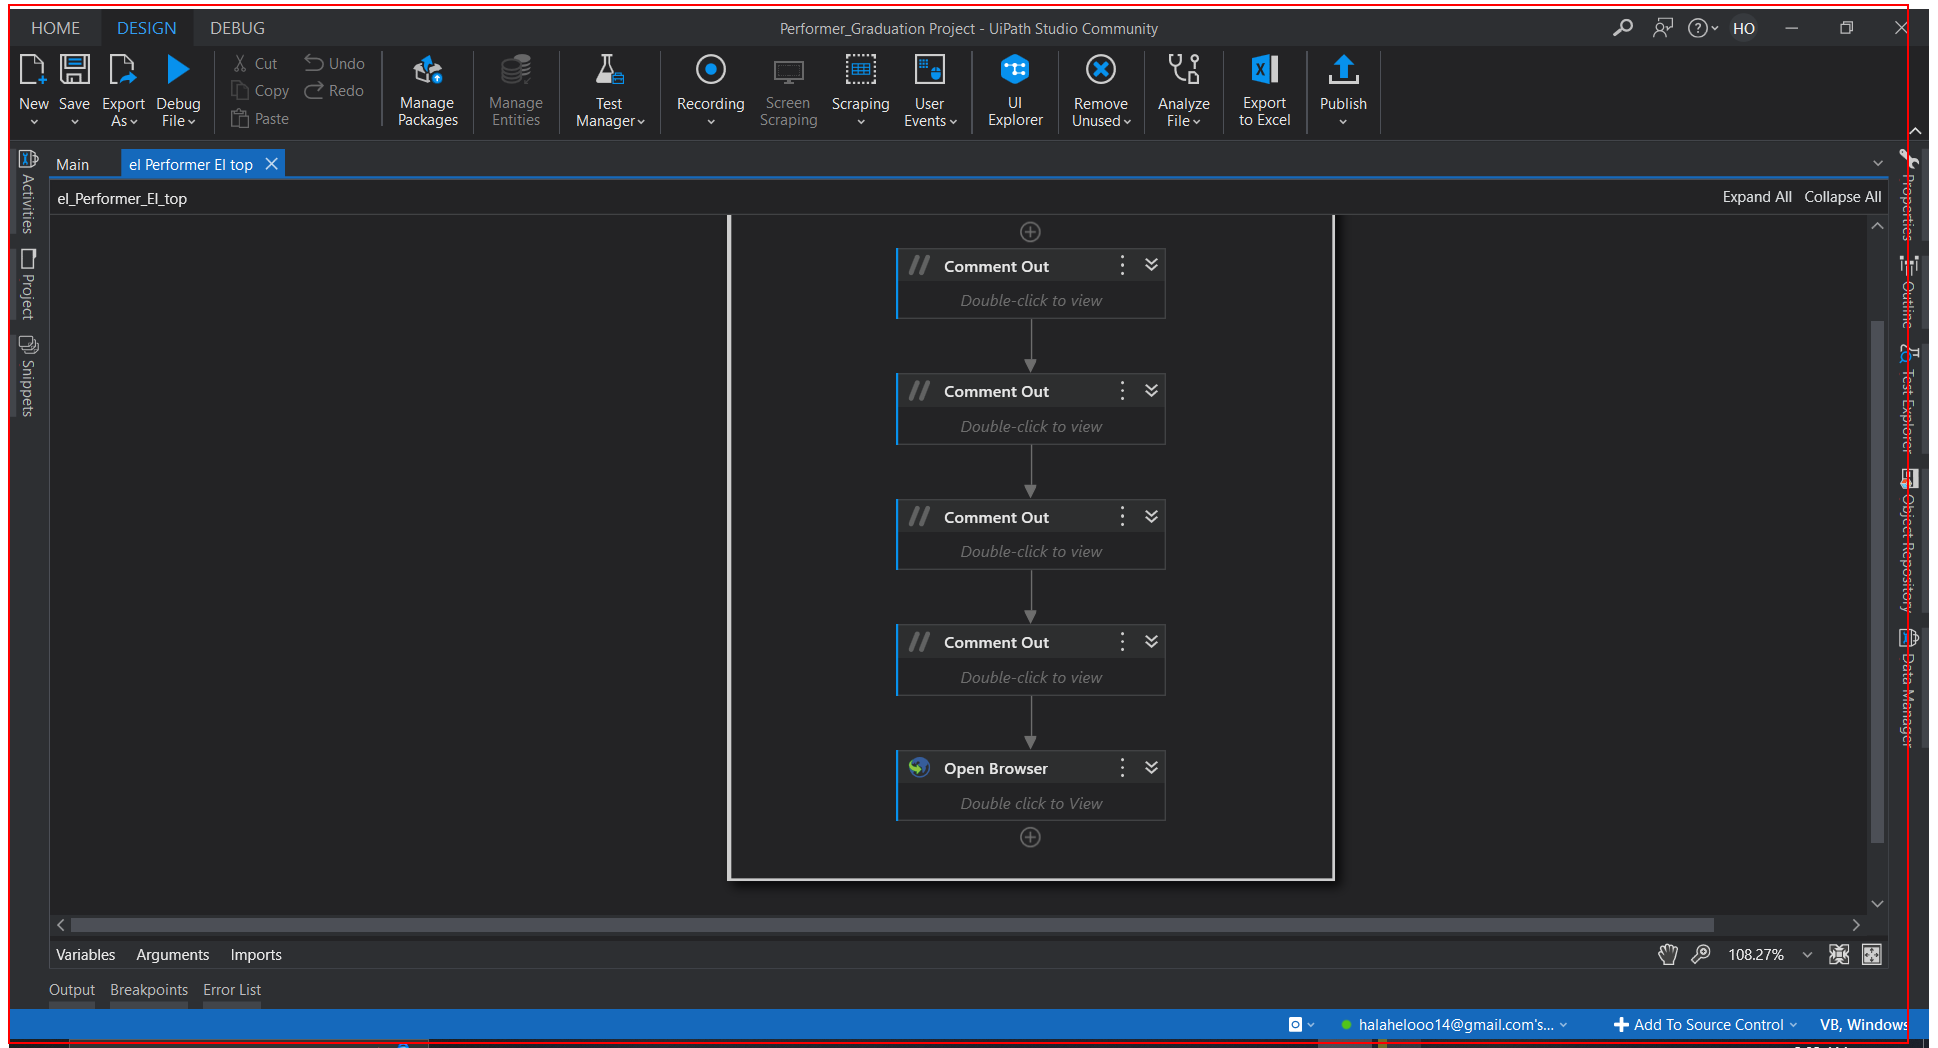 HOME DESIGN DEBUG Performer_Graduation Project - UiPath Studio Community HO
New Save Export As Debug File
Cut Undo
Copy Redo
Paste
Manage Packages Manage Entities Test Manager Recording Screen Scraping Scraping User Events UI Explorer Remove Unused Analyze File Export to Excel Publish
Main el Performer El top
el_Performer_El_top Expand All Collapse All
Activities
Project
Snippets
Comment Out
Double-click to view
Comment Out
Double-click to view
Comment Out
Double-click to view
Comment Out
Double-click to view
Open Browser
Double click to View
Properties
Outline
Test Explorer
Object Repository
Data Manager
Variables Arguments Imports 108.27%
Output Breakpoints Error List
halahelooo14@gmail.com's... Add To Source Control VB, Windows